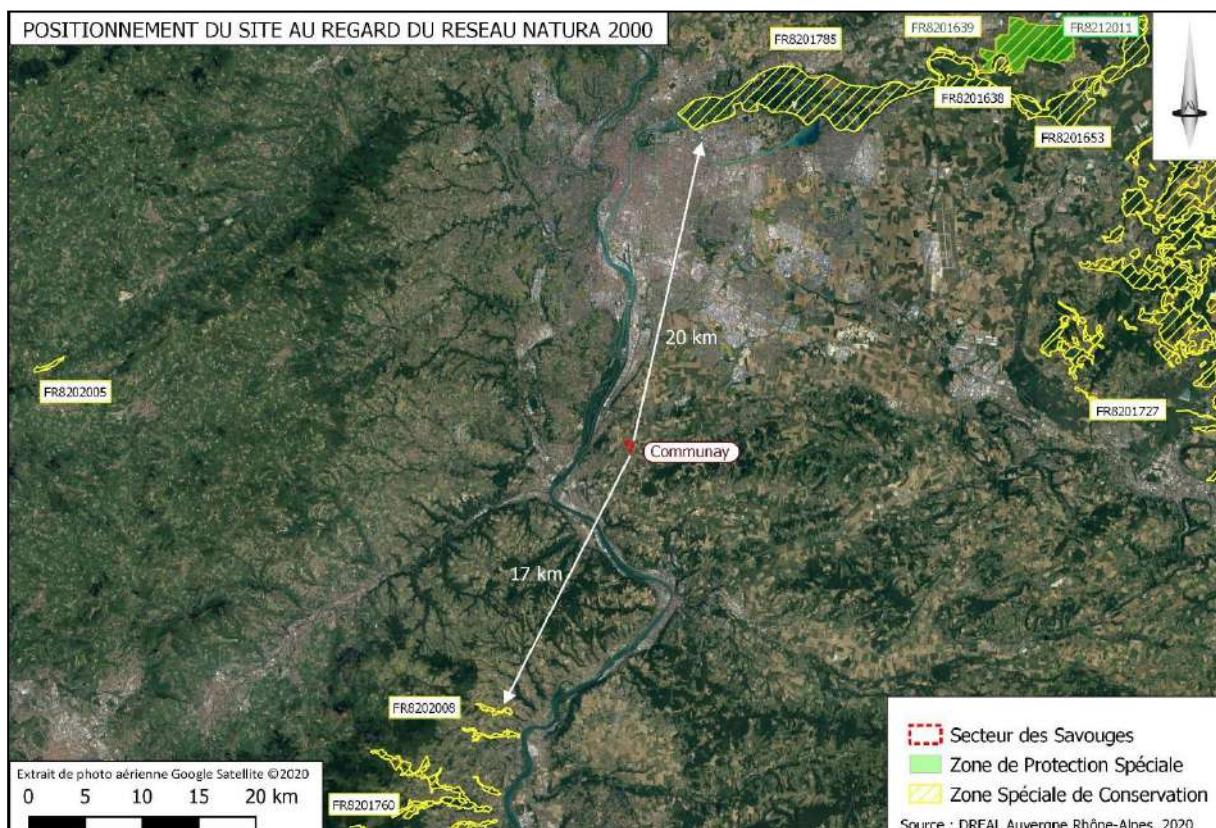 POSITIONNEMENT DU SITE AU REGARD DU RESEAU NATURA 2000
FR8201785
FR8201639
FR8212011
FR8201638
FR8201653
N
20 km
FR8202005
FR8201727
Communay
17 km
FR8202008
FR8201760
Extrait de photo aérienne Google Satellite ©2020
0 5 10 15 20 km
Secteur des Savouges
Zone de Protection Spéciale
Zone Spéciale de Conservation
Source : DREAL Auvergne Rhône-Alpes, 2020